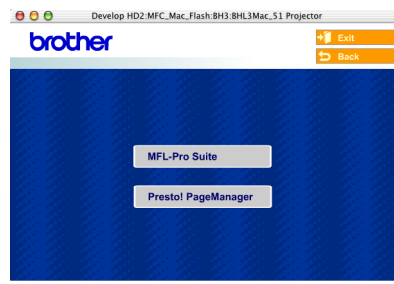 Develop HD2:MFC_Mac_Flash:BH3:BHL3Mac_51 Projector
brother
Exit
Back
MFL-Pro Suite
Presto! PageManager